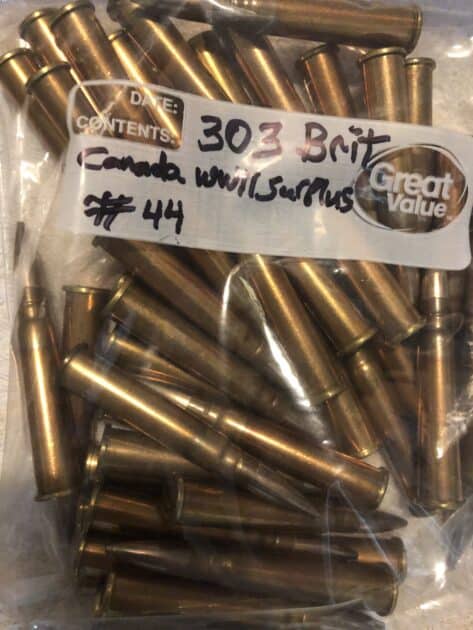 DATE:
CONTENTS:
303 Brit
Canada WWII Surplus
# 44
Great
Value